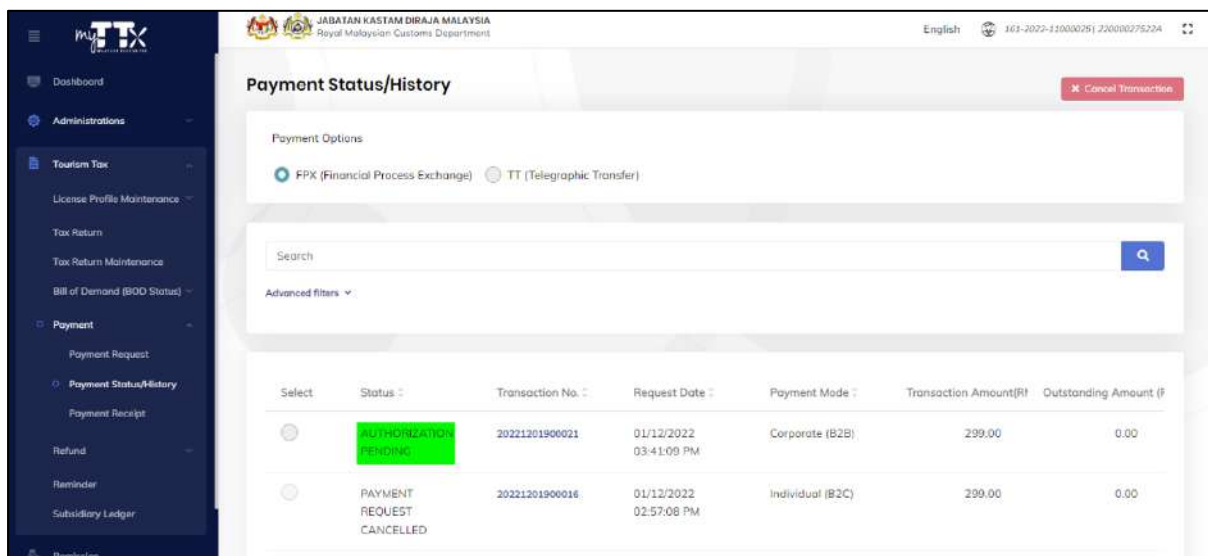 myTTX
JABATAN KASTAM DIRAJA MALAYSIA
Royal Malaysian Customs Department
English
161-2022-11000025| 220000275224
Dashboard
Administrations
Tourism Tax
License Profile Maintenance
Tax Return
Tax Return Maintenance
Bill of Demand (BOD Status)
Payment
Payment Request
Payment Status/History
Payment Receipt
Refund
Reminder
Subsidiary Ledger
Remission
Payment Status/History
Cancel Transaction
Payment Options
FPX (Financial Process Exchange) TT (Telegraphic Transfer)
Search
Advanced filters
Select Status Transaction No. Request Date Payment Mode Transaction Amount(RM Outstanding Amount (
AUTHORIZATION 20221201900021 01/12/2022 Corporate (B2B) 299.00 0.00
PENDING 03:41:09 PM
PAYMENT 20221201900016 01/12/2022 Individual (B2C) 299.00 0.00
REQUEST 02:57:08 PM
CANCELLED